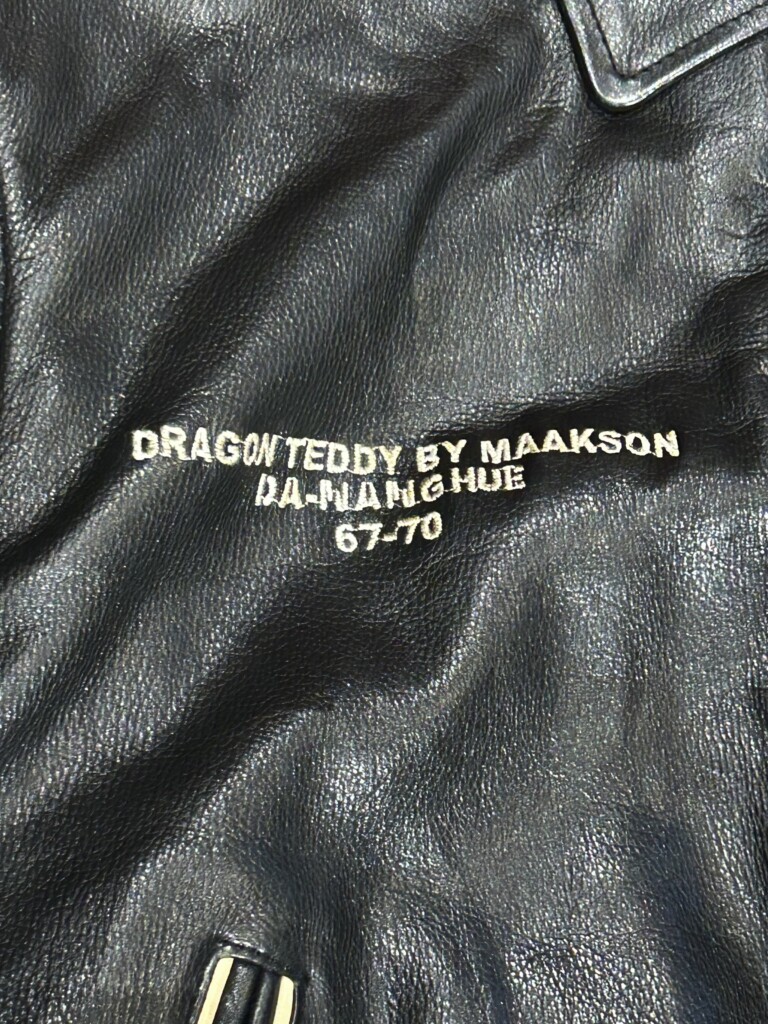 DRAGON TEDDY BY MAAKSON
DA-NANG-HUE
67-70